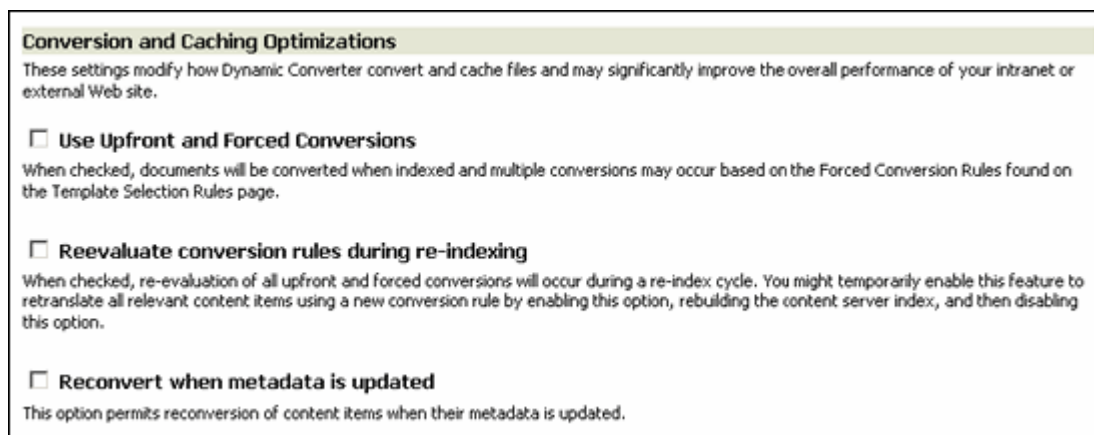 Conversion and Caching Optimizations
These settings modify how Dynamic Converter convert and cache files and may significantly improve the overall performance of your intranet or
external Web site.
Use Upfront and Forced Conversions
When checked, documents will be converted when indexed and multiple conversions may occur based on the Forced Conversion Rules found on
the Template Selection Rules page.
Reevaluate conversion rules during re-indexing
When checked, re-evaluation of all upfront and forced conversions will occur during a re-index cycle. You might temporarily enable this feature to
retranslate all relevant content items using a new conversion rule by enabling this option, rebuilding the content server index, and then disabling
this option.
Reconvert when metadata is updated
This option permits reconversion of content items when their metadata is updated.